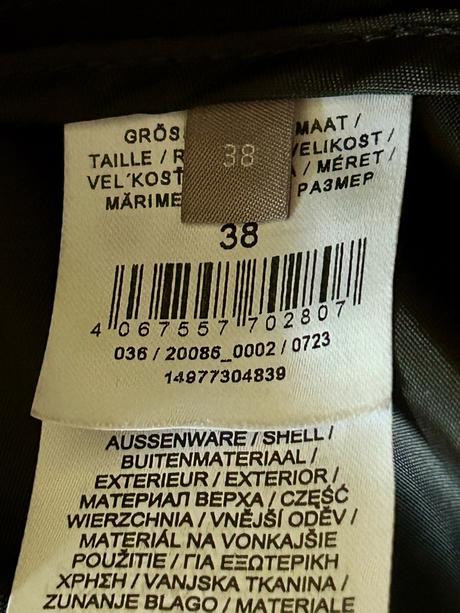 38
MAAT /
TAILLE / VELIKOST /
VEL'KOSŤ / MÉRET /
MĂRIME РАЗМЕР
38
4 067557 702807
036 / 20086_0002 / 0723
14977304839
AUSSENWARE / SHELL /
BUITENMATERIAAL /
EXTERIEUR / EXTERIOR /
МАТЕРИАЛ ВЕРХА / CZĘŚĆ
WIERZCHNIA / VNĚJŠÍ ODĚV /
MATERIÁL NA VONKAJŠIE
POUŽITIE / ΓΙΑ ΕΞΩΤΕΡΙΚΗ
ΧΡΗΣΗ / VANJSKA TKANINA /
ZUNANJE BLAGO / MATERIALE